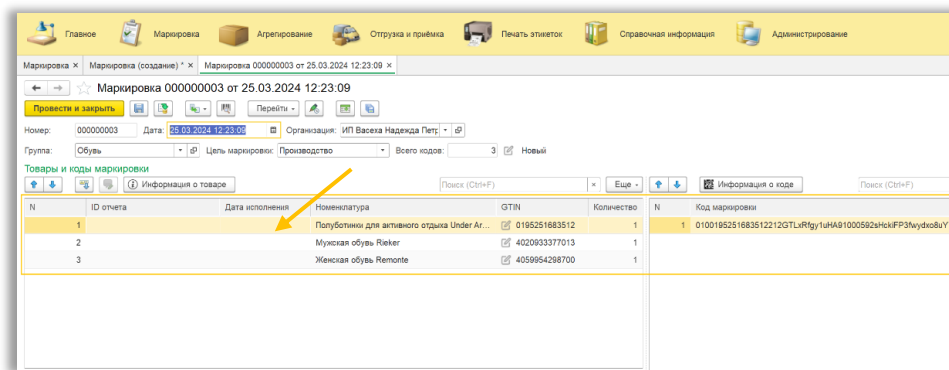 Главное Маркировка Агрегирование Отгрузка и приёмка Печать этикеток Справочная информация Администрирование
Маркировка × Маркировка (создание) * × Маркировка 000000003 от 25.03.2024 12:23:09 ×
Маркировка 000000003 от 25.03.2024 12:23:09
Провести и закрыть Перейти
Номер: 000000003 Дата: 25.03.2024 12:23:09 Организация: ИП Васеха Надежда Петр
Группа: Обувь Цель маркировки: Производство Всего кодов: 3 Новый
Товары и коды маркировки
Информация о товаре Поиск (Ctrl+F) × Еще Информация о коде Поиск (Ctrl+F)
N ID отчета Дата исполнения Номенклатура GTIN Количество N Код маркировки
1 Полуботинки для активного отдыха Under Ar... 0195251683512 1 1 0100195251683512212GTLxRfgy1uHA91000592sHckiFP3fwydxo8uY
2 Мужская обувь Rieker 4020933377013 1
3 Женская обувь Remonte 4059954298700 1